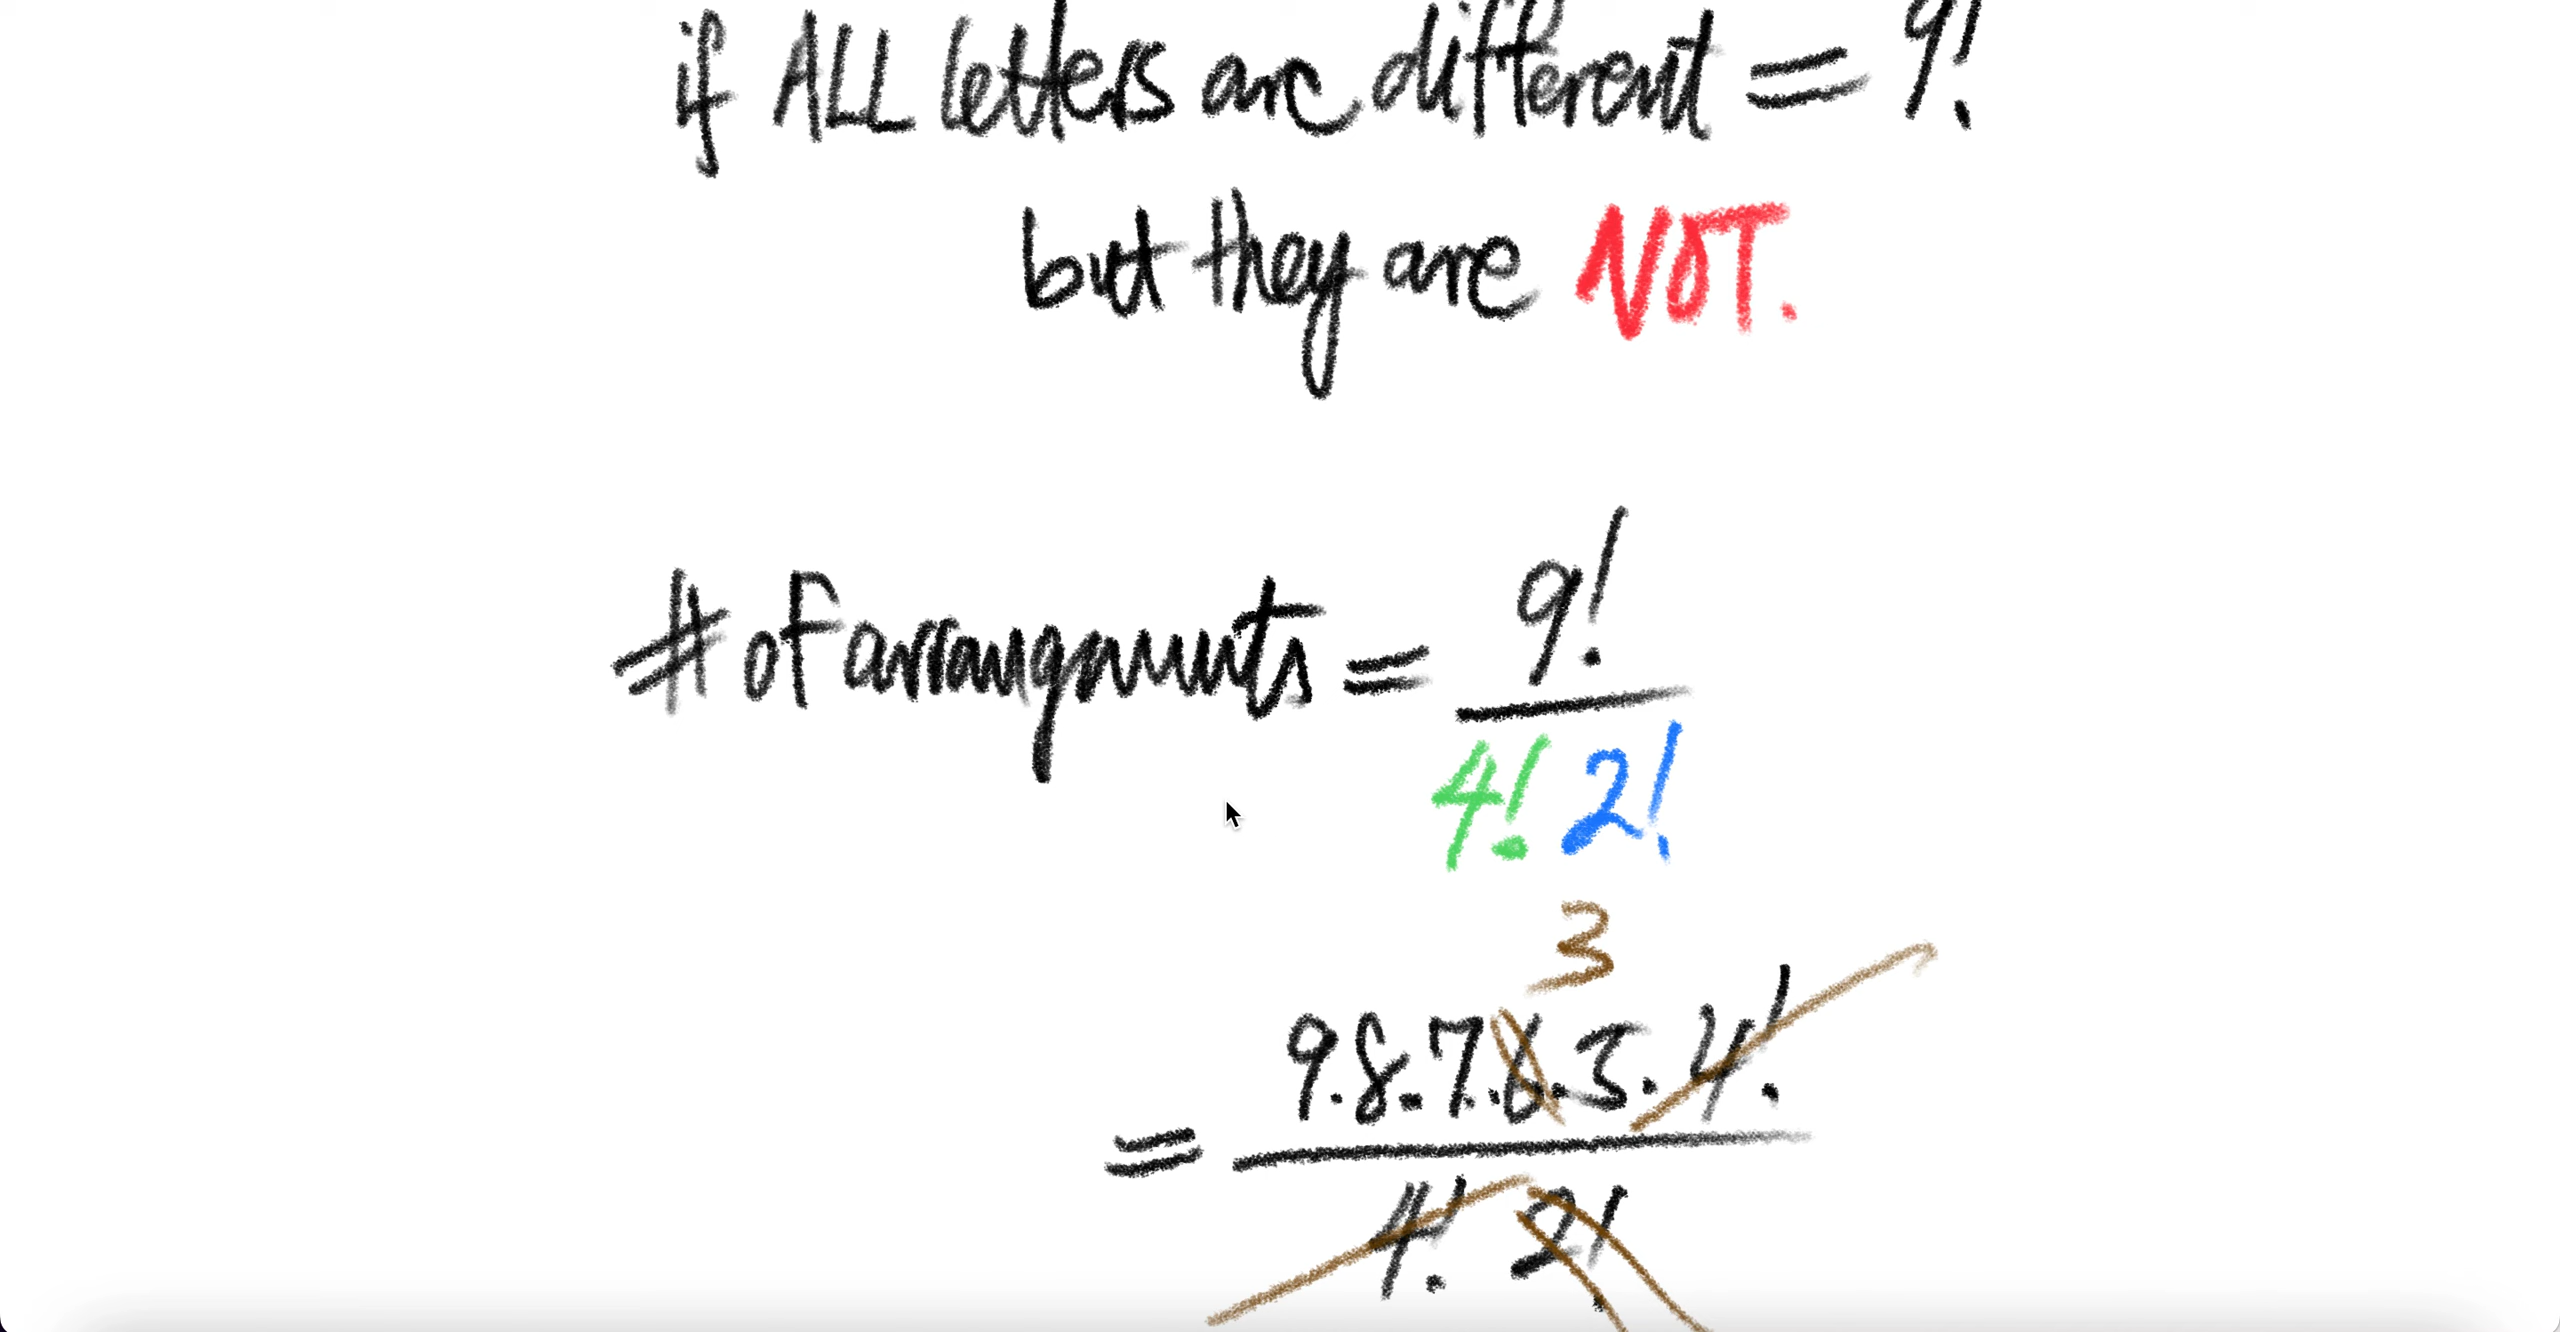 if ALL letters are different = 9!
but they are NOT.
# of arrangments = 9!
4! 2!
3
= 9.8.7.6.5.4!
4! 2!